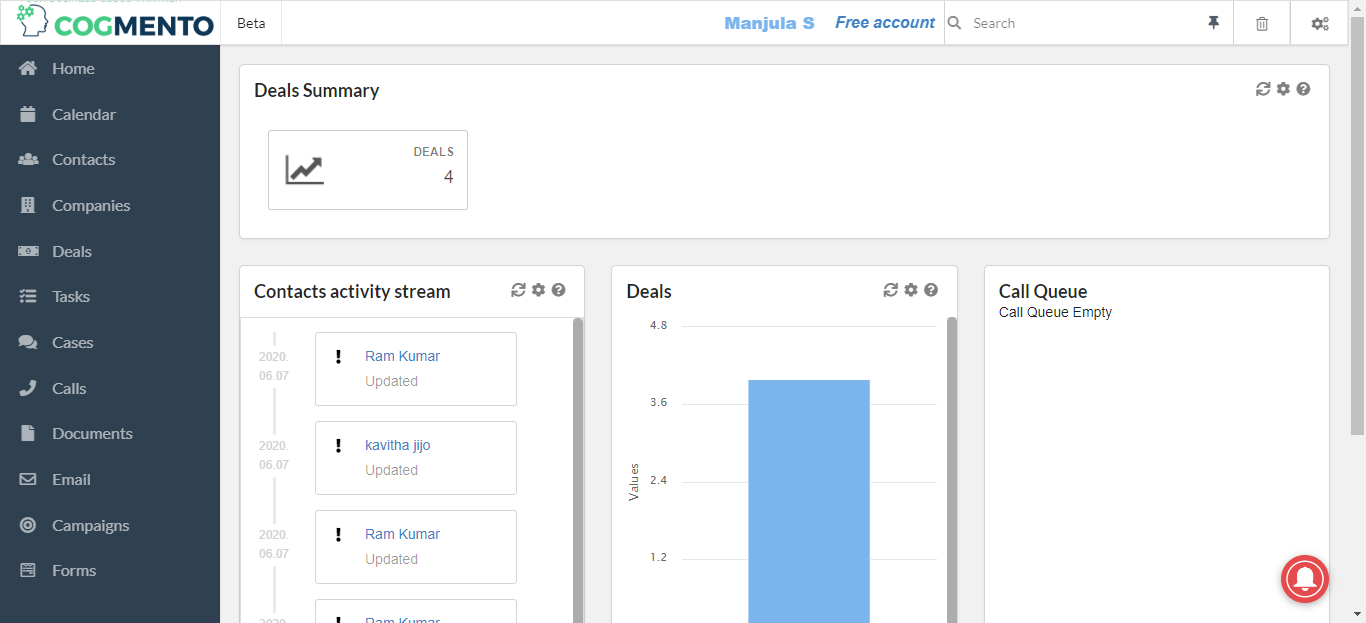 COGMENTO
Beta
Manjula S
Free account
Search
Home
Calendar
Contacts
Companies
Deals
Tasks
Cases
Calls
Documents
Email
Campaigns
Forms
Deals Summary
DEALS
4
Contacts activity stream
2020.
06.07
Ram Kumar
Updated
2020.
06.07
kavitha jijo
Updated
2020.
06.07
Ram Kumar
Updated
2020.
Ram Kumar
Deals
4.8
3.6
2.4
1.2
Values
Call Queue
Call Queue Empty